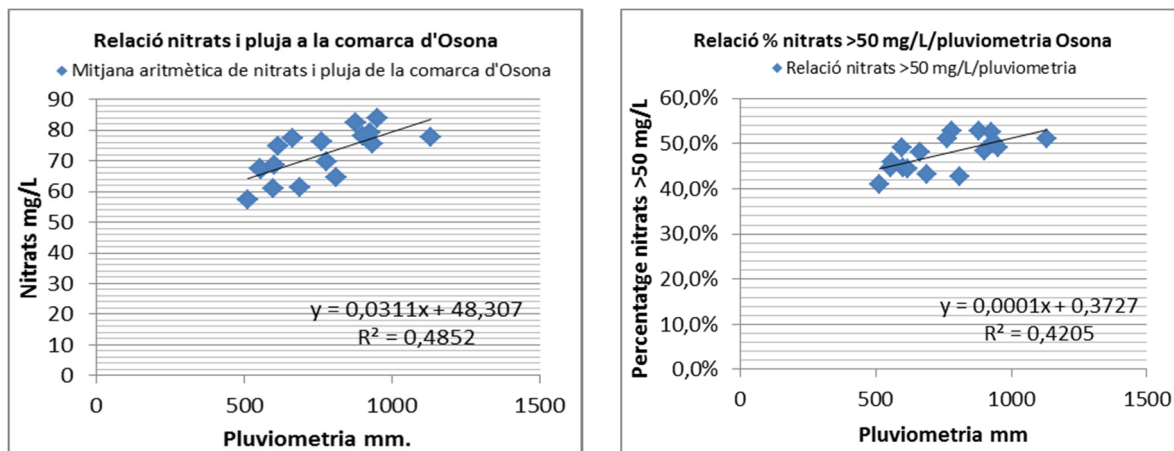 Relació nitrats i pluja a la comarca d'Osona
Mitjana aritmètica de nitrats i pluja de la comarca d'Osona
Nitrats mg/L
90
80
70
60
50
40
30
20
10
0
y = 0,0311x + 48,307
R² = 0,4852
0 500 1000 1500
Pluviometria mm.
Relació % nitrats >50 mg/L/pluviometria Osona
Relació nitrats >50 mg/L/pluviometria
Percentatge nitrats >50 mg/L
60,0%
50,0%
40,0%
30,0%
20,0%
10,0%
0,0%
y = 0,0001x + 0,3727
R² = 0,4205
0 500 1000 1500
Pluviometria mm